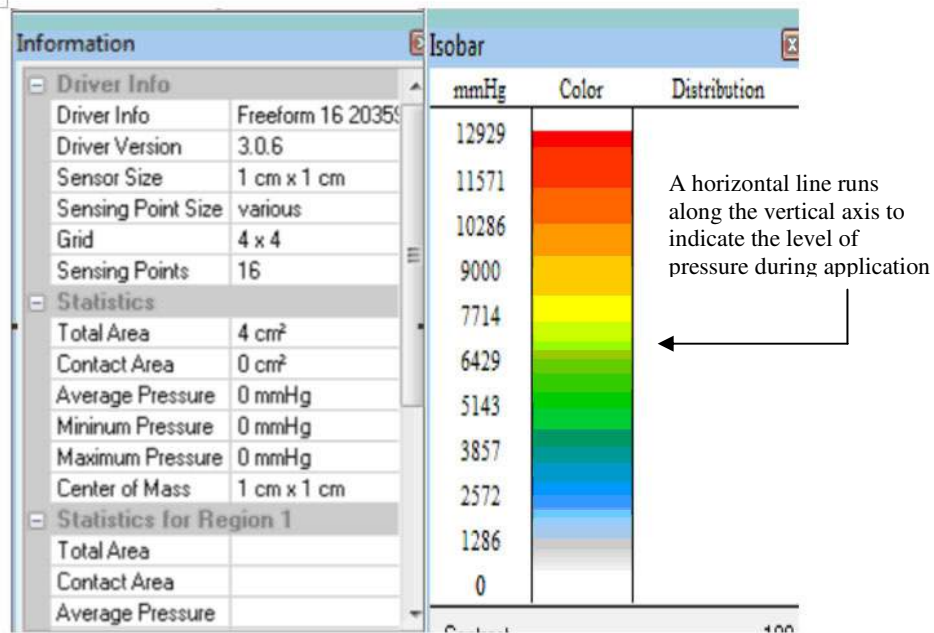 Information
Driver Info
Driver Info Freeform 16 2035
Driver Version 3.0.6
Sensor Size 1 cm x 1 cm
Sensing Point Size various
Grid 4 x 4
Sensing Points 16
Statistics
Total Area 4 cm²
Contact Area 0 cm²
Average Pressure 0 mmHg
Mininum Pressure 0 mmHg
Maximum Pressure 0 mmHg
Center of Mass 1 cm x 1 cm
Statistics for Region 1
Total Area
Contact Area
Average Pressure
Isobar
mmHg Color Distribution
12929
11571
10286
9000
7714
6429
5143
3857
2572
1286
0
A horizontal line runs
along the vertical axis to
indicate the level of
pressure during application